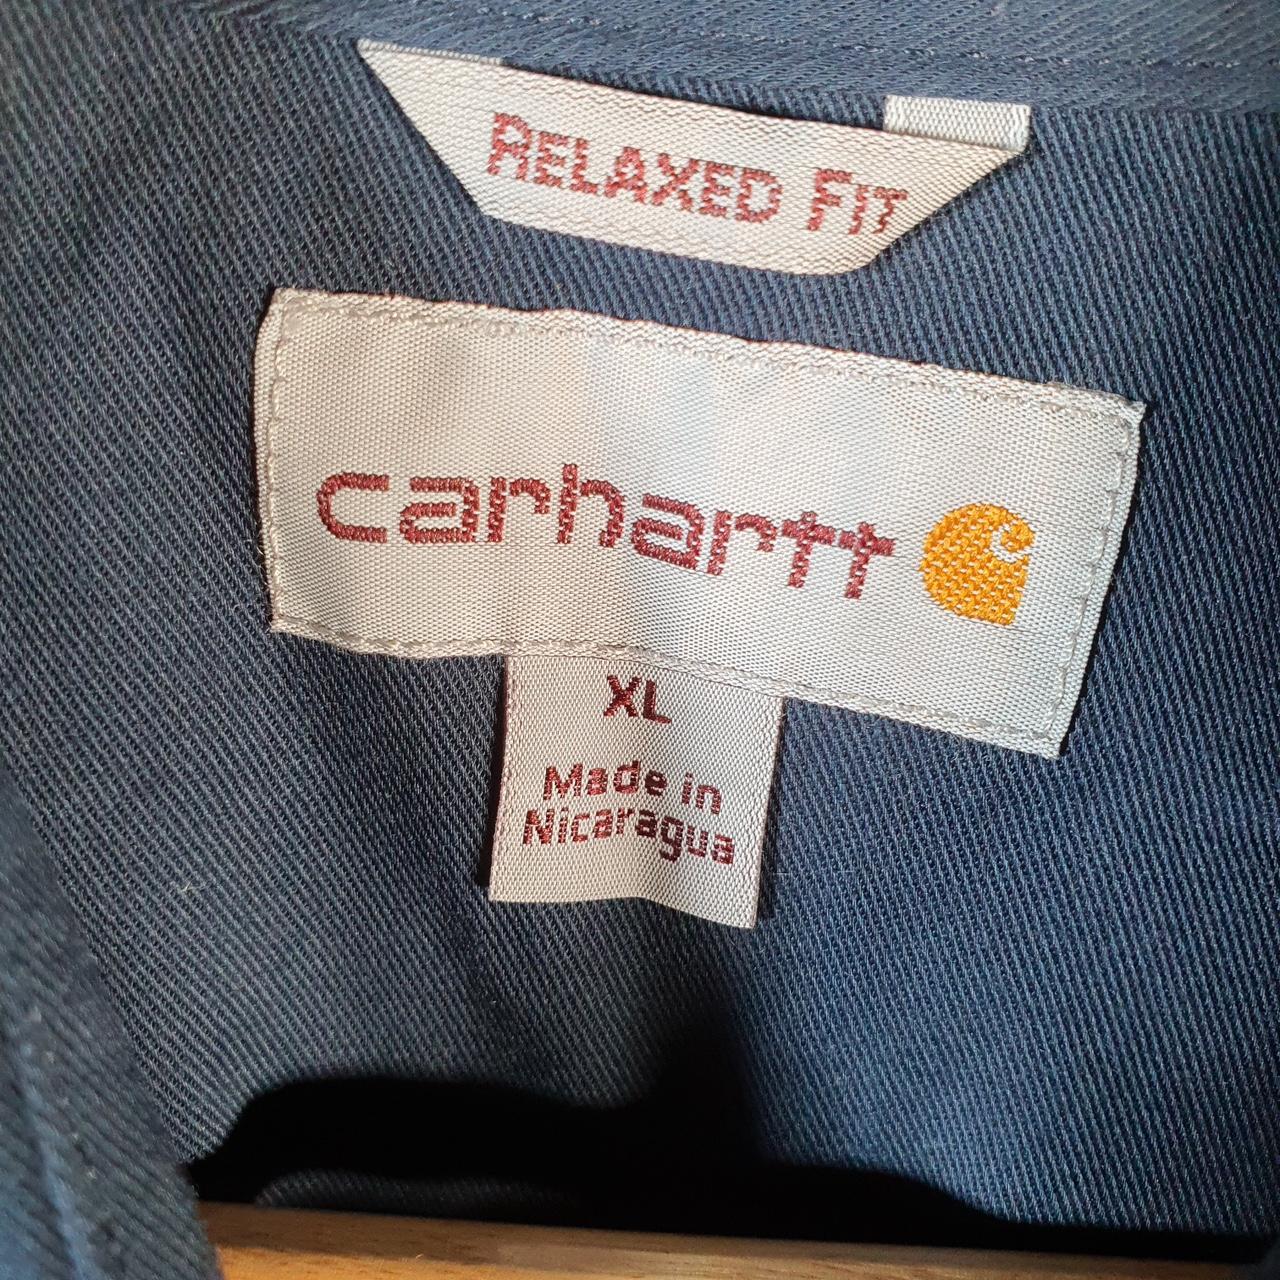 RELAXED FIT
carhartt
XL
Made in
Nicaragua